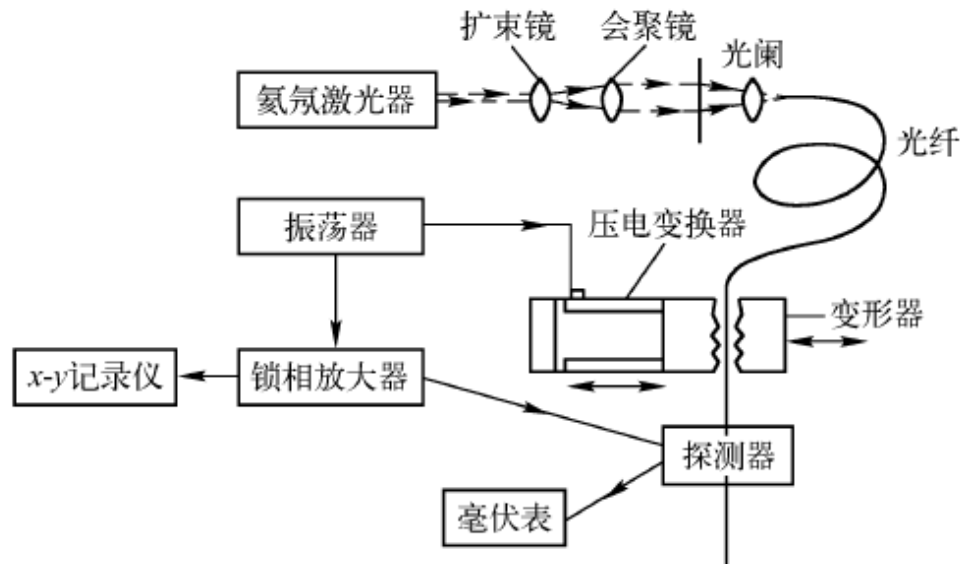 扩束镜
会聚镜
光阑
氦氖激光器
光纤
振荡器
压电变换器
变形器
x-y记录仪
锁相放大器
探测器
毫伏表